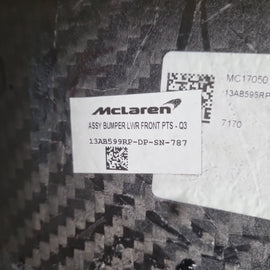 McLaren
ASSY BUMPER LWR FRONT PTS - Q3
13AB599RP-DP-SN-787
MC17050
13AB595RP
7170